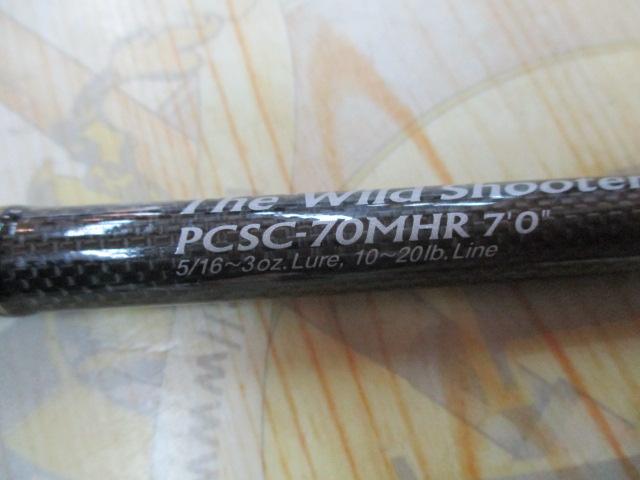 The Wild Shooter
PCSC-70MHR 7'0"
5/16~3oz. Lure, 10~20lb. Line